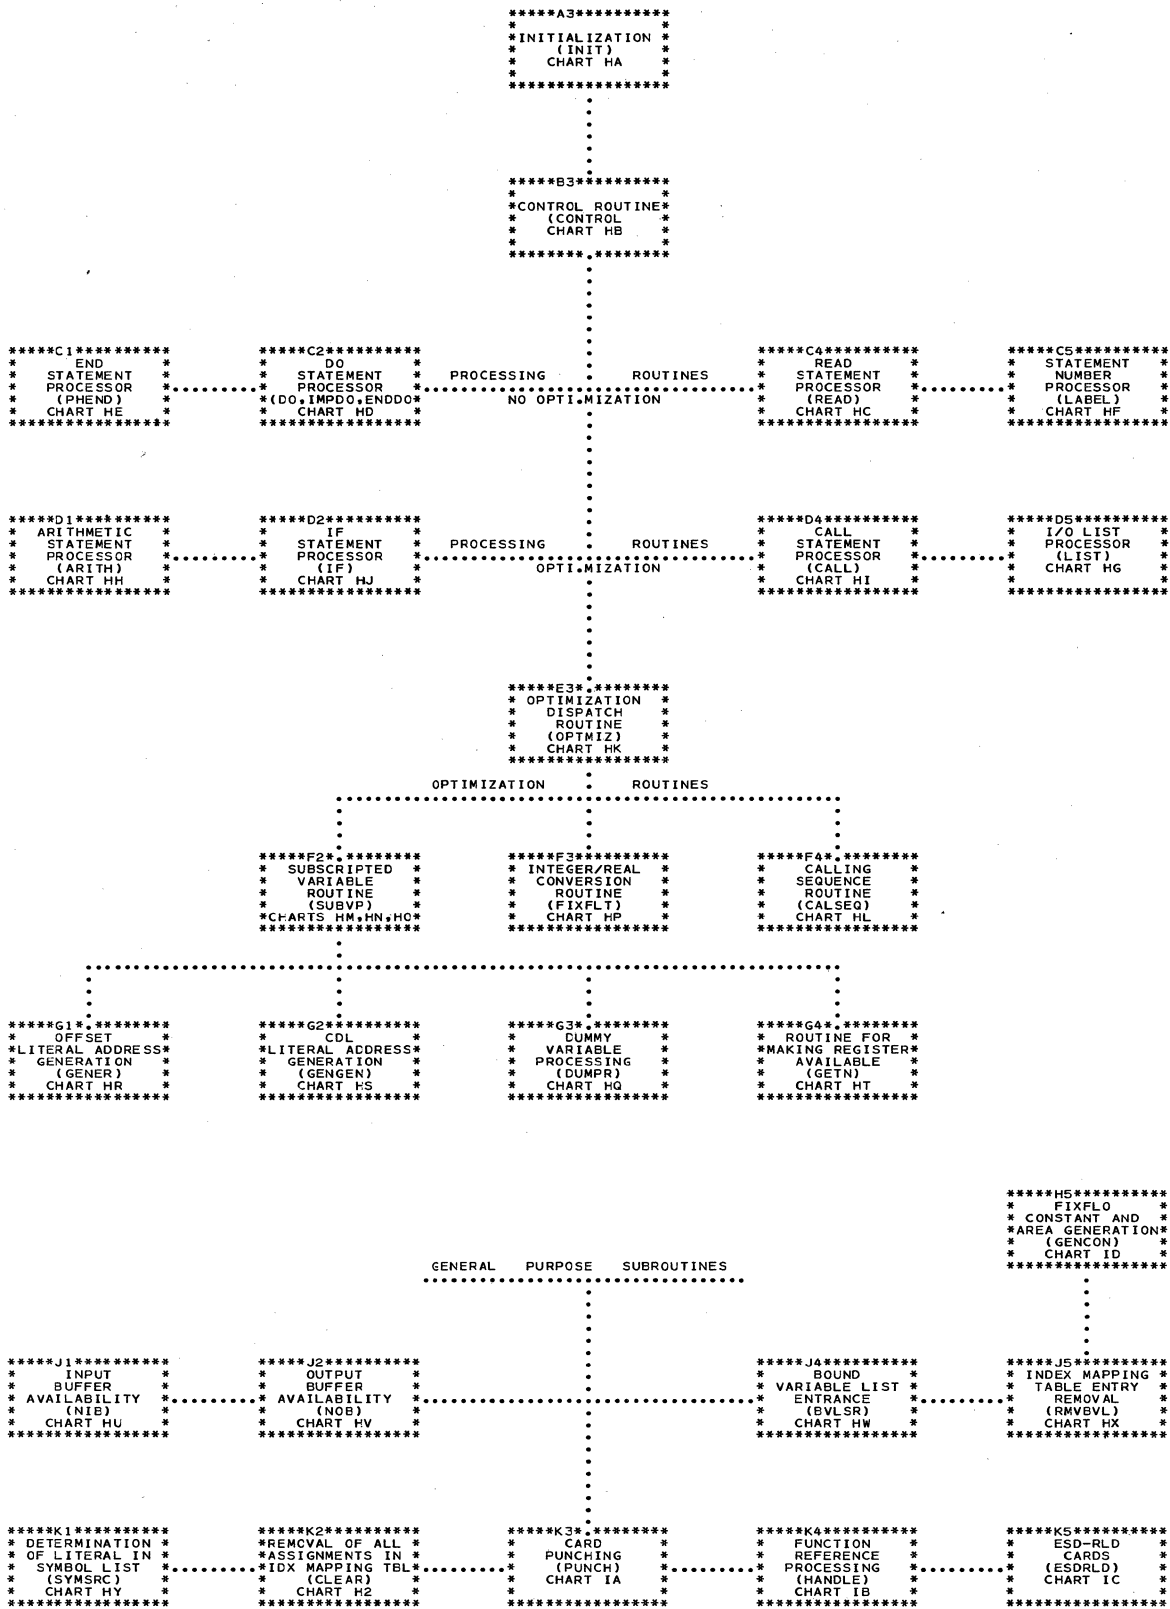 *****A3**********
INITIALIZATION
(INIT)
CHART HA
*****B3**********
CONTROL ROUTINE
(CONTROL
CHART HB
*****C1**********
END
STATEMENT
PROCESSOR
(PHEND)
CHART HE
*****C2**********
DO
STATEMENT
PROCESSOR
(DO,IMPDO,ENDDO
CHART HD
PROCESSING ROUTINES
NO OPTIMIZATION
*****C4**********
READ
STATEMENT
PROCESSOR
(READ)
CHART HC
*****C5**********
STATEMENT
NUMBER
PROCESSOR
(LABEL)
CHART HF
*****D1**********
ARITHMETIC
STATEMENT
PROCESSOR
(ARITH)
CHART HH
*****D2**********
IF
STATEMENT
PROCESSOR
(IF)
CHART HJ
PROCESSING ROUTINES
OPTIMIZATION
*****D4**********
CALL
STATEMENT
PROCESSOR
(CALL)
CHART HI
*****D5**********
I/O LIST
PROCESSOR
(LIST)
CHART HG
*****E3*.********
OPTIMIZATION
DISPATCH
ROUTINE
(OPTMIZ)
CHART HK
OPTIMIZATION ROUTINES
*****F2*.********
SUBSCRIPTED
VARIABLE
ROUTINE
(SUBVP)
*CHARTS HM,HN,HO*
*****F3*.********
INTEGER/REAL
CONVERSION
ROUTINE
(FIXFLT)
CHART HP
*****F4*.********
CALLING
SEQUENCE
ROUTINE
(CALSEQ)
CHART HL
*****G1*.********
OFFSET
*LITERAL ADDRESS*
GENERATION
(GENER)
CHART HR
*****G2*.********
CDL
*LITERAL ADDRESS*
GENERATION
(GENGEN)
CHART HS
*****G3*.********
DUMMY
VARIABLE
PROCESSING
(DUMPR)
CHART HQ
*****G4*.********
ROUTINE FOR
*MAKING REGISTER*
AVAILABLE
(GETN)
CHART HT
*****H5**********
FIXFLO
CONSTANT AND
*AREA GENERATION*
(GENCON)
CHART ID
GENERAL PURPOSE SUBROUTINES
*****J1**********
INPUT
BUFFER
AVAILABILITY
(NIB)
CHART HU
*****J2**********
OUTPUT
BUFFER
AVAILABILITY
(NOB)
CHART HV
*****J4**********
BOUND
VARIABLE LIST
ENTRANCE
(BVLSR)
CHART HW
*****J5**********
INDEX MAPPING
TABLE ENTRY
REMOVAL
(RMVBVL)
CHART HX
*****K1**********
DETERMINATION
OF LITERAL IN
SYMBOL LIST
(SYMSRC)
CHART HY
*****K2**********
*REMOVAL OF ALL *
*ASSIGNMENTS IN *
*IDX MAPPING TBL*
(CLEAR)
CHART H2
*****K3*.********
CARD
PUNCHING
(PUNCH)
CHART IA
*****K4**********
FUNCTION
REFERENCE
PROCESSING
(HANDLE)
CHART IB
*****K5**********
ESD-RLD
CARDS
(ESDRLD)
CHART IC